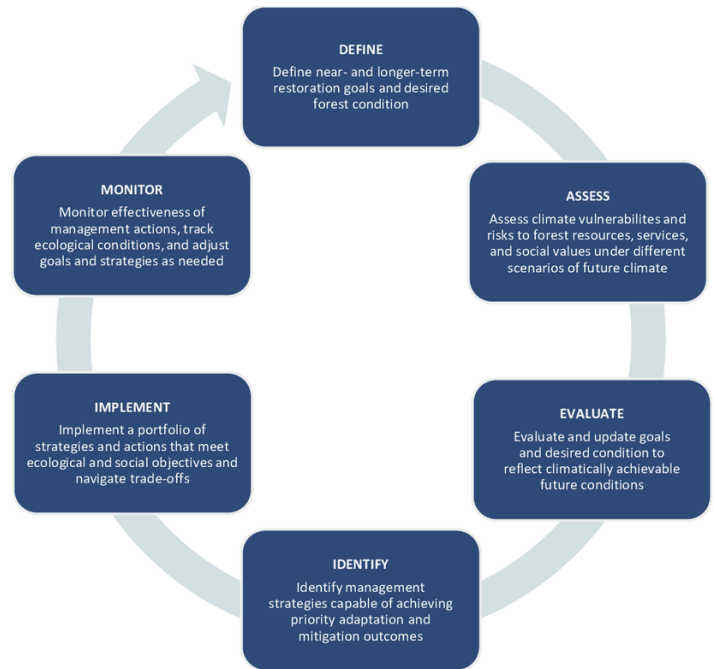 DEFINE
Define near- and longer-term
restoration goals and desired
forest condition
ASSESS
Assess climate vulnerabilites and
risks to forest resources, services,
and social values under different
scenarios of future climate
EVALUATE
Evaluate and update goals
and desired condition to
reflect climatically achievable
future conditions
IDENTIFY
Identify management
strategies capable of achieving
priority adaptation and
mitigation outcomes
IMPLEMENT
Implement a portfolio of
strategies and actions that meet
ecological and social objectives and
navigate trade-offs
MONITOR
Monitor effectiveness of
management actions, track
ecological conditions, and adjust
goals and strategies as needed